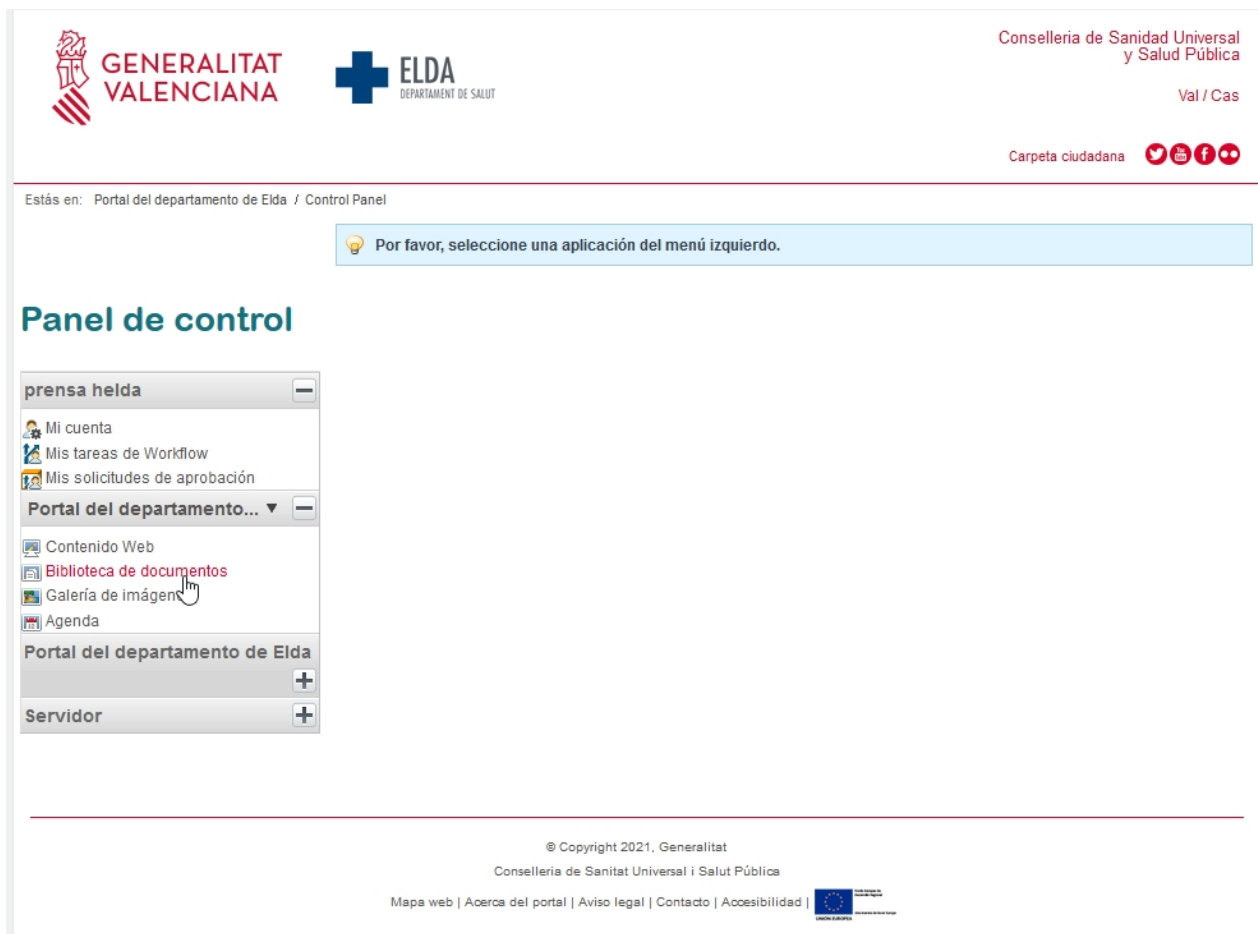 GENERALITAT
VALENCIANA
ELDA
DEPARTAMENT DE SALUT
Conselleria de Sanidad Universal
y Salud Pública
Val / Cas
Carpeta ciudadana
Estás en: Portal del departamento de Elda / Control Panel
Por favor, seleccione una aplicación del menú izquierdo.
Panel de control
prensa helda
Mi cuenta
Mis tareas de Workflow
Mis solicitudes de aprobación
Portal del departamento... ▼
Contenido Web
Biblioteca de documentos
Galería de imágen
Agenda
Portal del departamento de Elda
Servidor
© Copyright 2021, Generalitat
Conselleria de Sanitat Universal i Salut Pública
Mapa web | Acerca del portal | Aviso legal | Contacto | Accesibilidad |
UNIÓN EUROPEA